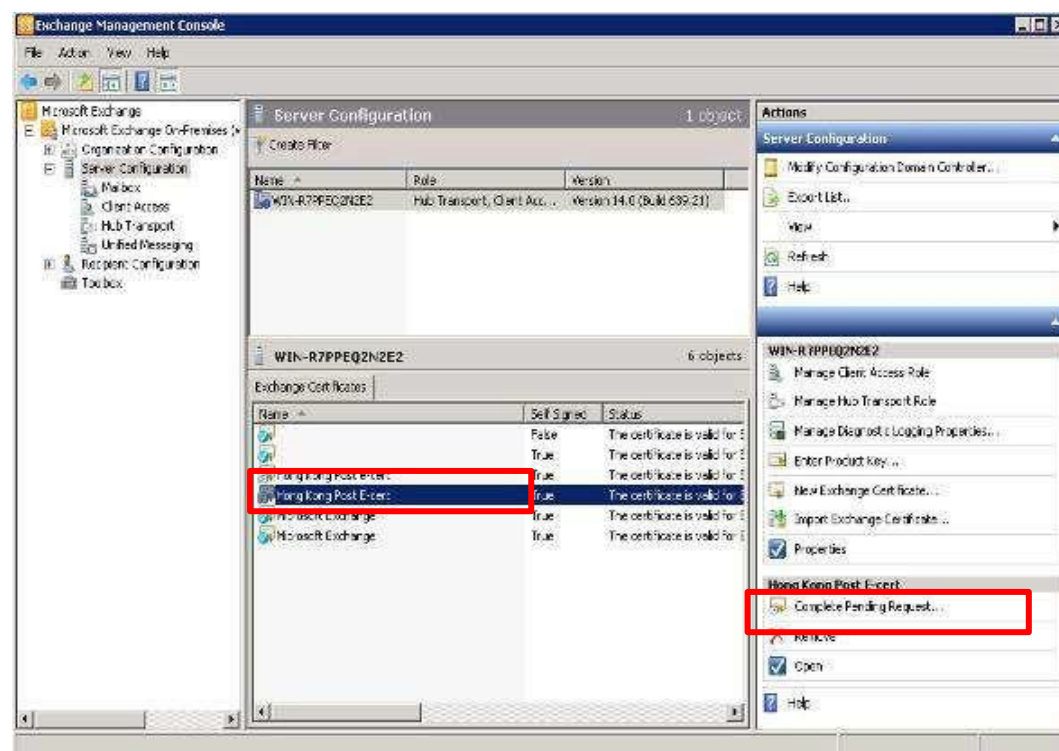 Exchange Management Console
File Action View Help
Microsoft Exchange
Microsoft Exchange On-Premises (w
Organization Configuration
Server Configuration
Mailbox
Client Access
Hub Transport
Unified Messaging
Recipient Configuration
Toolbox
Server Configuration 1 object
Create Filter
Name Role Version
WIN-R7PPEQ2N2E2 Hub Transport, Client Acc... Version 14.0 (Build 639.21)
WIN-R7PPEQ2N2E2 6 objects
Exchange Certificates
Name Self Signed Status
False The certificate is valid for E
True The certificate is valid for E
Hong Kong Post e-cert True The certificate is valid for E
Hong Kong Post E-cert True The certificate is valid for E
Microsoft Exchange True The certificate is valid for E
Microsoft Exchange True The certificate is valid for E
Actions
Server Configuration
Modify Configuration Domain Controller...
Export List...
View
Refresh
Help
WIN-R7PPEQ2N2E2
Manage Client Access Role
Manage Hub Transport Role
Manage Diagnostic Logging Properties...
Enter Product Key...
New Exchange Certificate...
Import Exchange Certificate...
Properties
Hong Kong Post E-cert
Complete Pending Request...
Remove
Open
Help